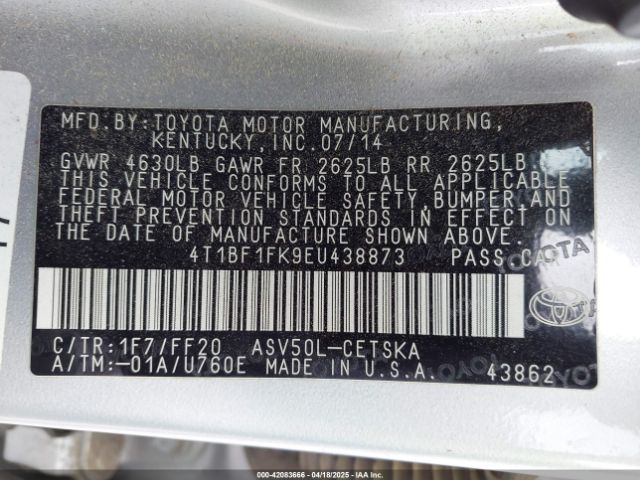 MFD.BY:TOYOTA MOTOR MANUFACTURING,
KENTUCKY,INC.07/14
GVWR 4630LB GAWR FR 2625LB RR 2625LB
THIS VEHICLE CONFORMS TO ALL APPLICABLE
FEDERAL MOTOR VEHICLE SAFETY,BUMPER,AND
THEFT PREVENTION STANDARDS IN EFFECT ON
THE DATE OF MANUFACTURE SHOWN ABOVE.
4T1BF1FK9EU438873 PASS CAR
C/TR:1F7/FF20 ASV50L-CETSKA
A/TM:-01A/U760E MADE IN U.S.A. 43862
TOYOTA
000-42083666 - 04/18/2025 - IAAI.COM